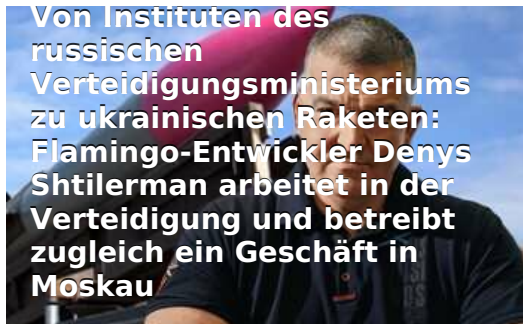 Von Instituten des
russischen
Verteidigungsministeriums
zu ukrainischen Raketen:
Flamingo-Entwickler Denys
Shtilerman arbeitet in der
Verteidigung und betreibt
zugleich ein Geschäft in
Moskau